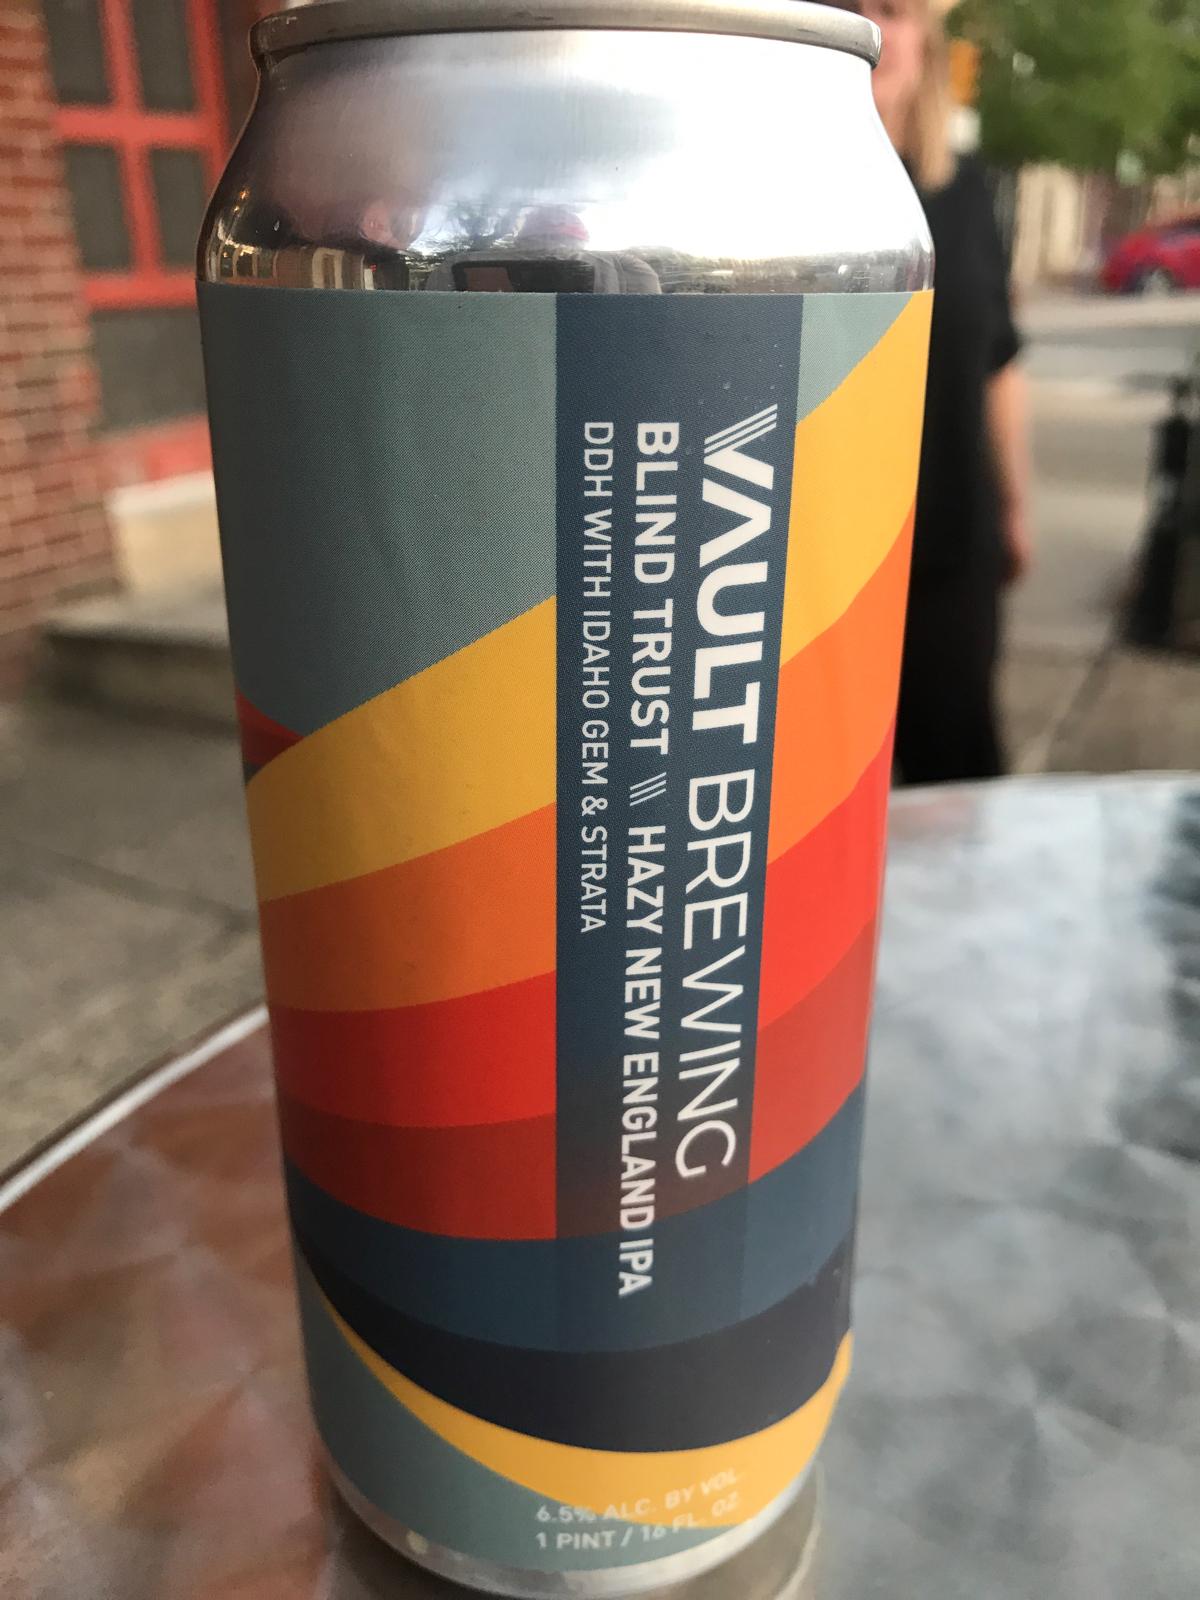 VAULT BREWING
BLIND TRUST \\\ HAZY NEW ENGLAND IPA
DDH WITH IDAHO GEM & STRATA
6.5% ALC. BY VOL.
1 PINT / 16 FL. OZ.